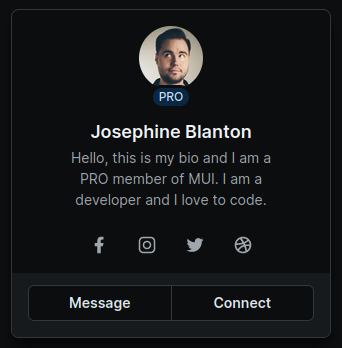 PRO
Josephine Blanton
Hello, this is my bio and I am a
PRO member of MUI. I am a
developer and I love to code.
Message
Connect